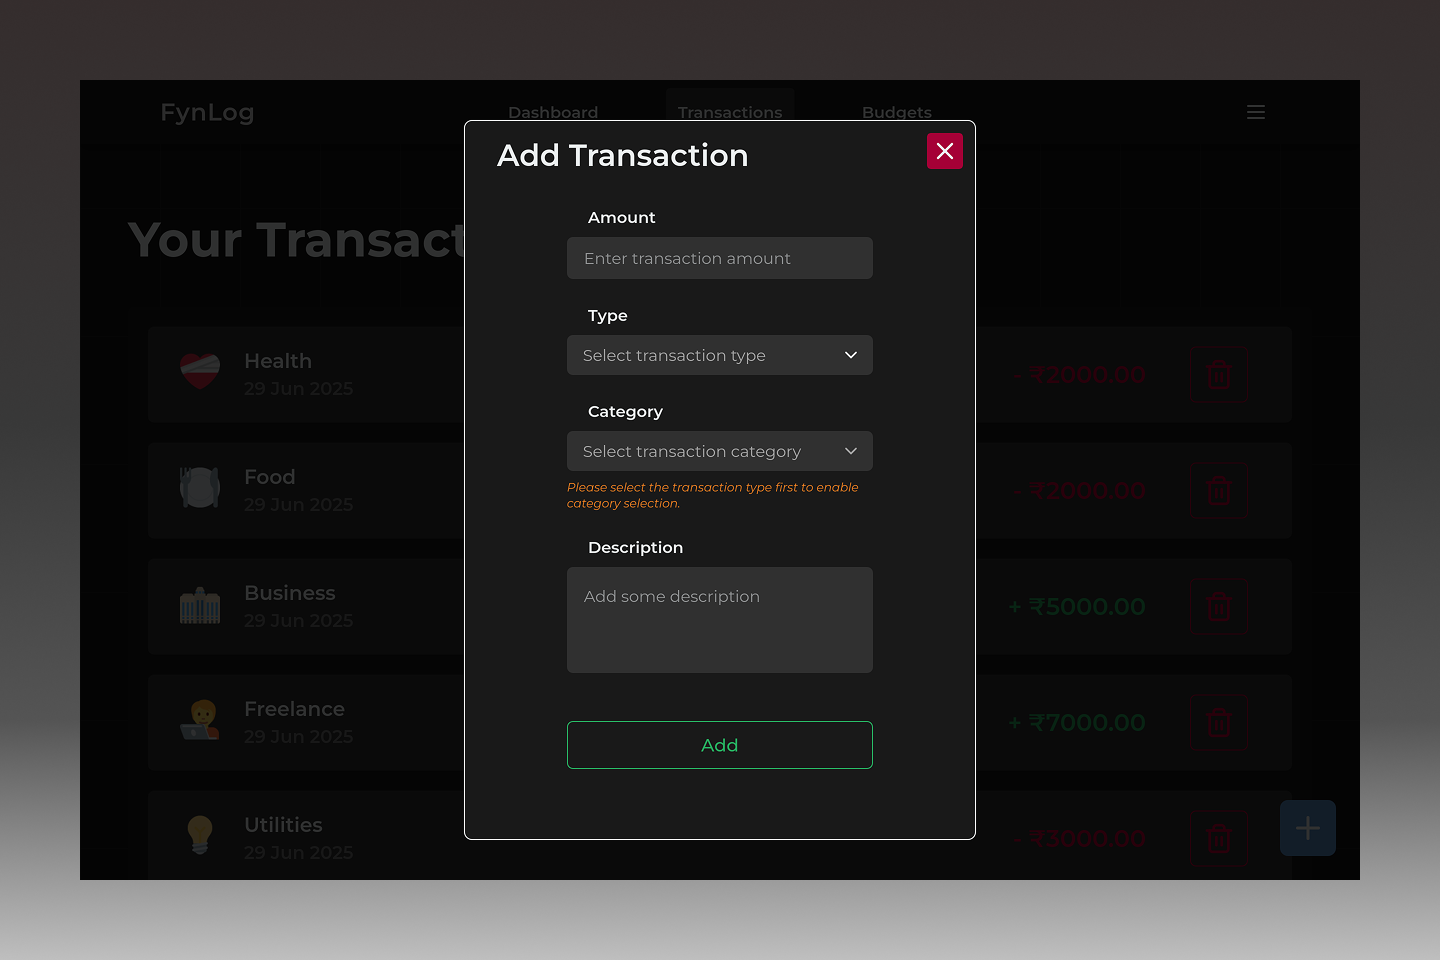 FynLog
Dashboard
Transactions
Budgets
Add Transaction
Your Transact
Amount
Enter transaction amount
Type
Select transaction type
Category
Select transaction category
Please select the transaction type first to enable
category selection.
Description
Add some description
Add
Health
29 Jun 2025
- ₹2000.00
Food
29 Jun 2025
- ₹2000.00
Business
29 Jun 2025
+ ₹5000.00
Freelance
29 Jun 2025
+ ₹7000.00
Utilities
29 Jun 2025
- ₹3000.00